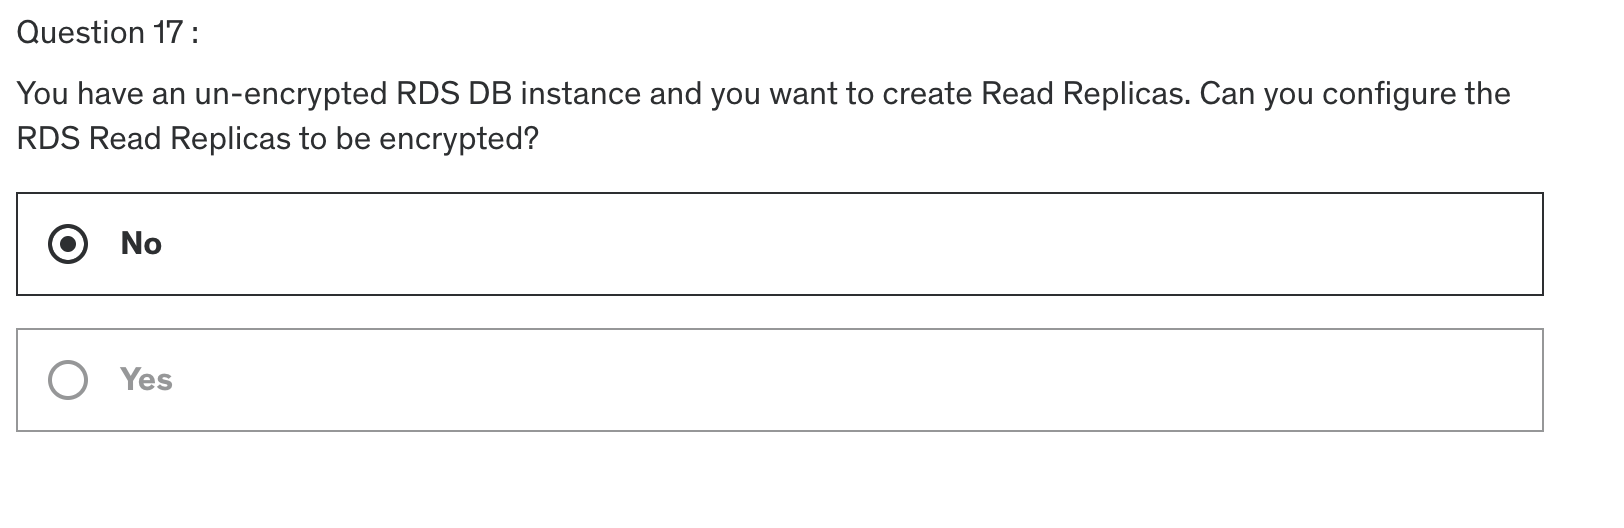 Question 17 :
You have an un-encrypted RDS DB instance and you want to create Read Replicas. Can you configure the
RDS Read Replicas to be encrypted?
No
Yes